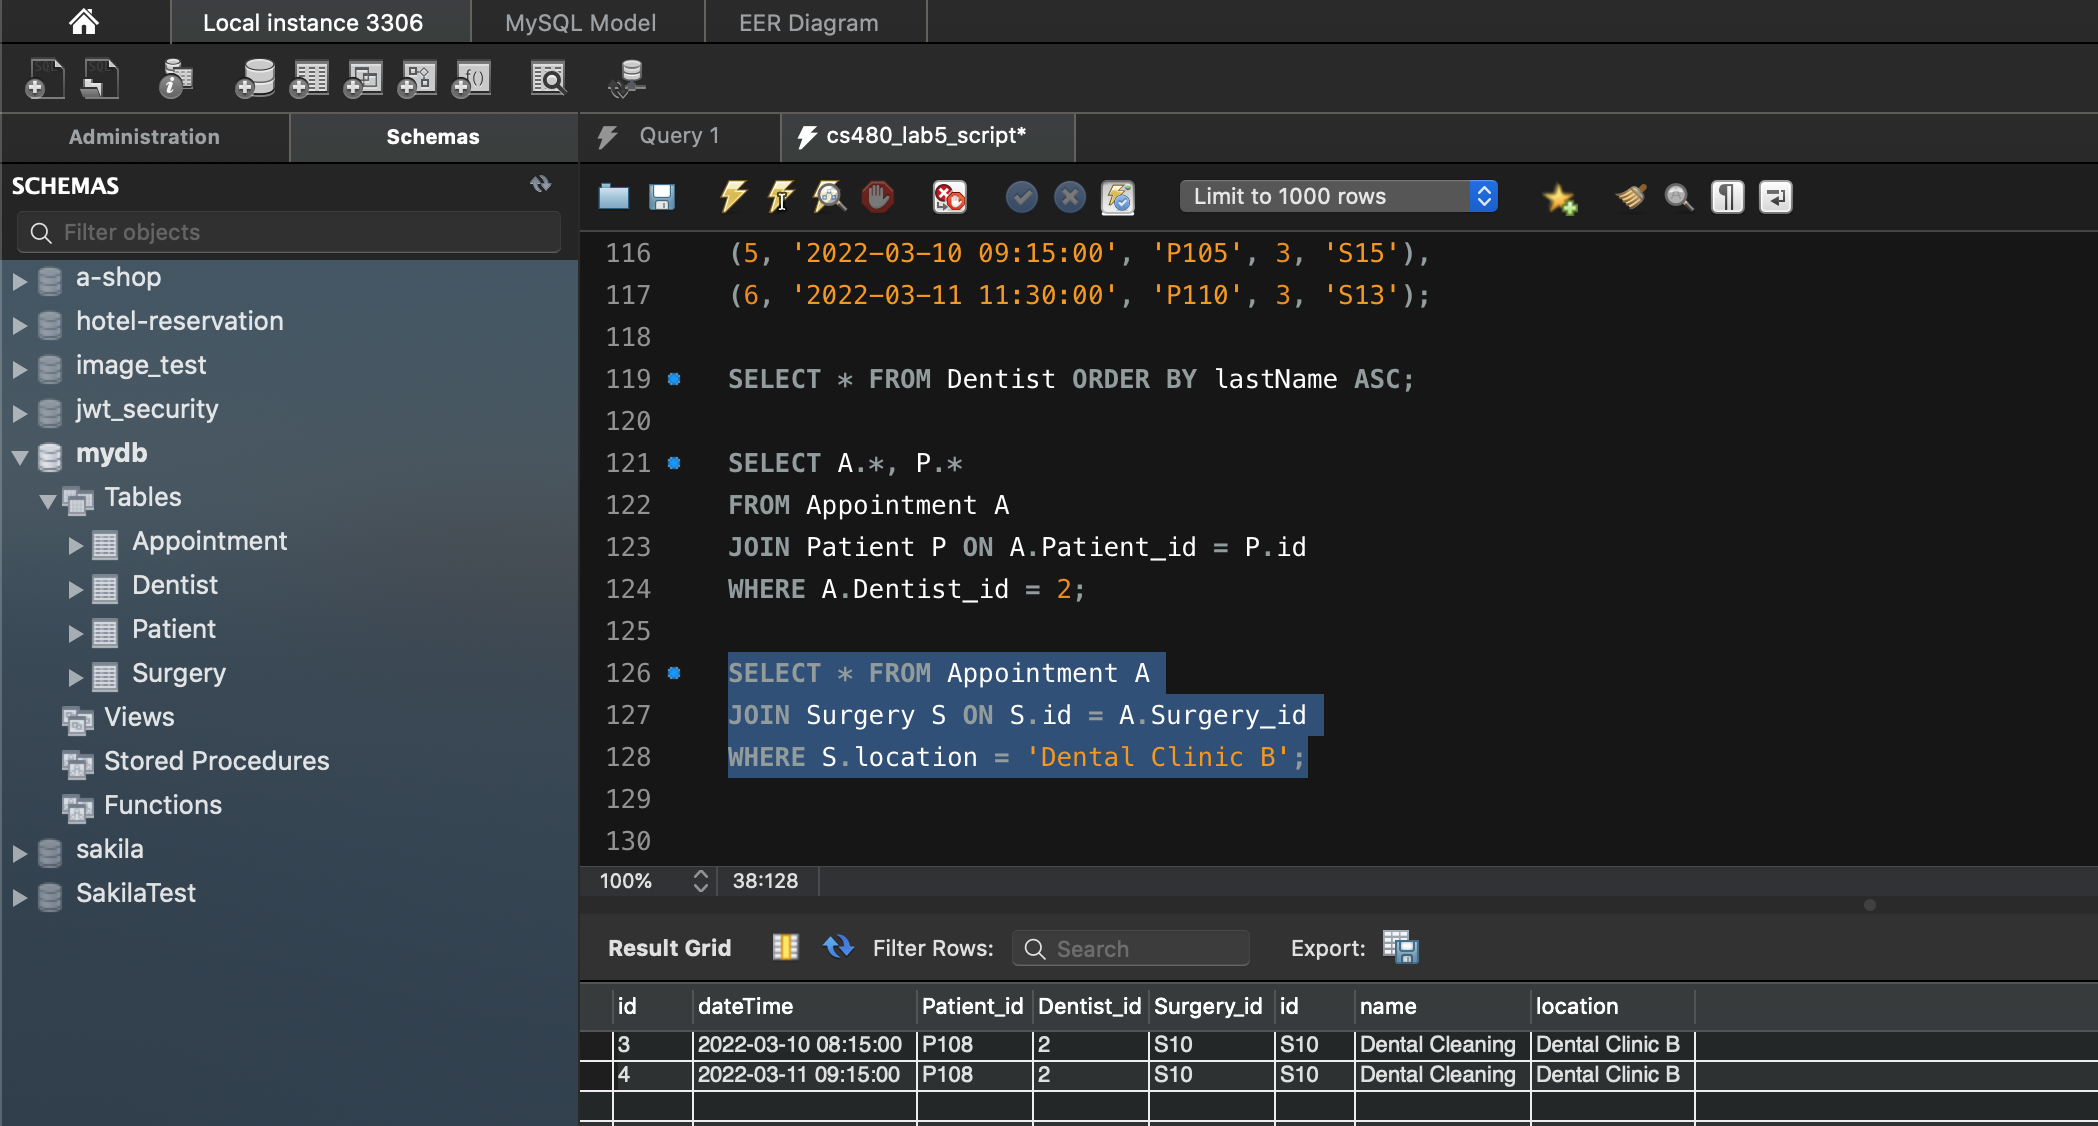 Local instance 3306
MySQL Model
EER Diagram
Administration
Schemas
Query 1
cs480_lab5_script*
SCHEMAS
Filter objects
Limit to 1000 rows
a-shop
hotel-reservation
image_test
jwt_security
mydb
Tables
Appointment
Dentist
Patient
Surgery
Views
Stored Procedures
Functions
sakila
SakilaTest
116 (5, '2022-03-10 09:15:00', 'P105', 3, 'S15'),
117 (6, '2022-03-11 11:30:00', 'P110', 3, 'S13');
118
119 SELECT * FROM Dentist ORDER BY lastName ASC;
120
121 SELECT A.*, P.*
122 FROM Appointment A
123 JOIN Patient P ON A.Patient_id = P.id
124 WHERE A.Dentist_id = 2;
125
126 SELECT * FROM Appointment A
127 JOIN Surgery S ON S.id = A.Surgery_id
128 WHERE S.location = 'Dental Clinic B';
129
130
100% 38:128
Result Grid Filter Rows: Search Export:
id dateTime Patient_id Dentist_id Surgery_id id name location
3 2022-03-10 08:15:00 P108 2 S10 S10 Dental Cleaning Dental Clinic B
4 2022-03-11 09:15:00 P108 2 S10 S10 Dental Cleaning Dental Clinic B